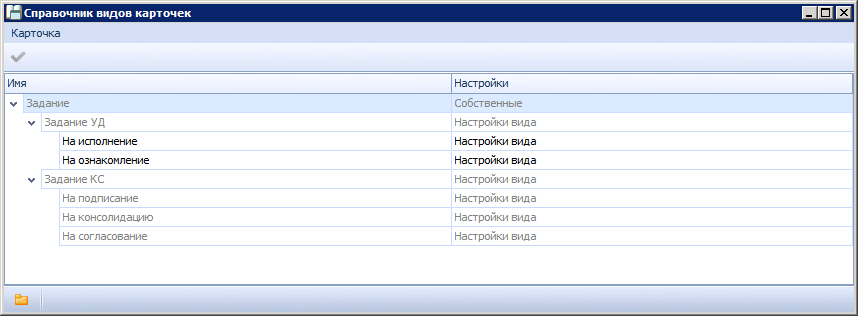 Справочник видов карточек
Карточка
Имя Настройки
Задание Собственные
Задание УД Настройки вида
На исполнение Настройки вида
На ознакомление Настройки вида
Задание КС Настройки вида
На подписание Настройки вида
На консолидацию Настройки вида
На согласование Настройки вида